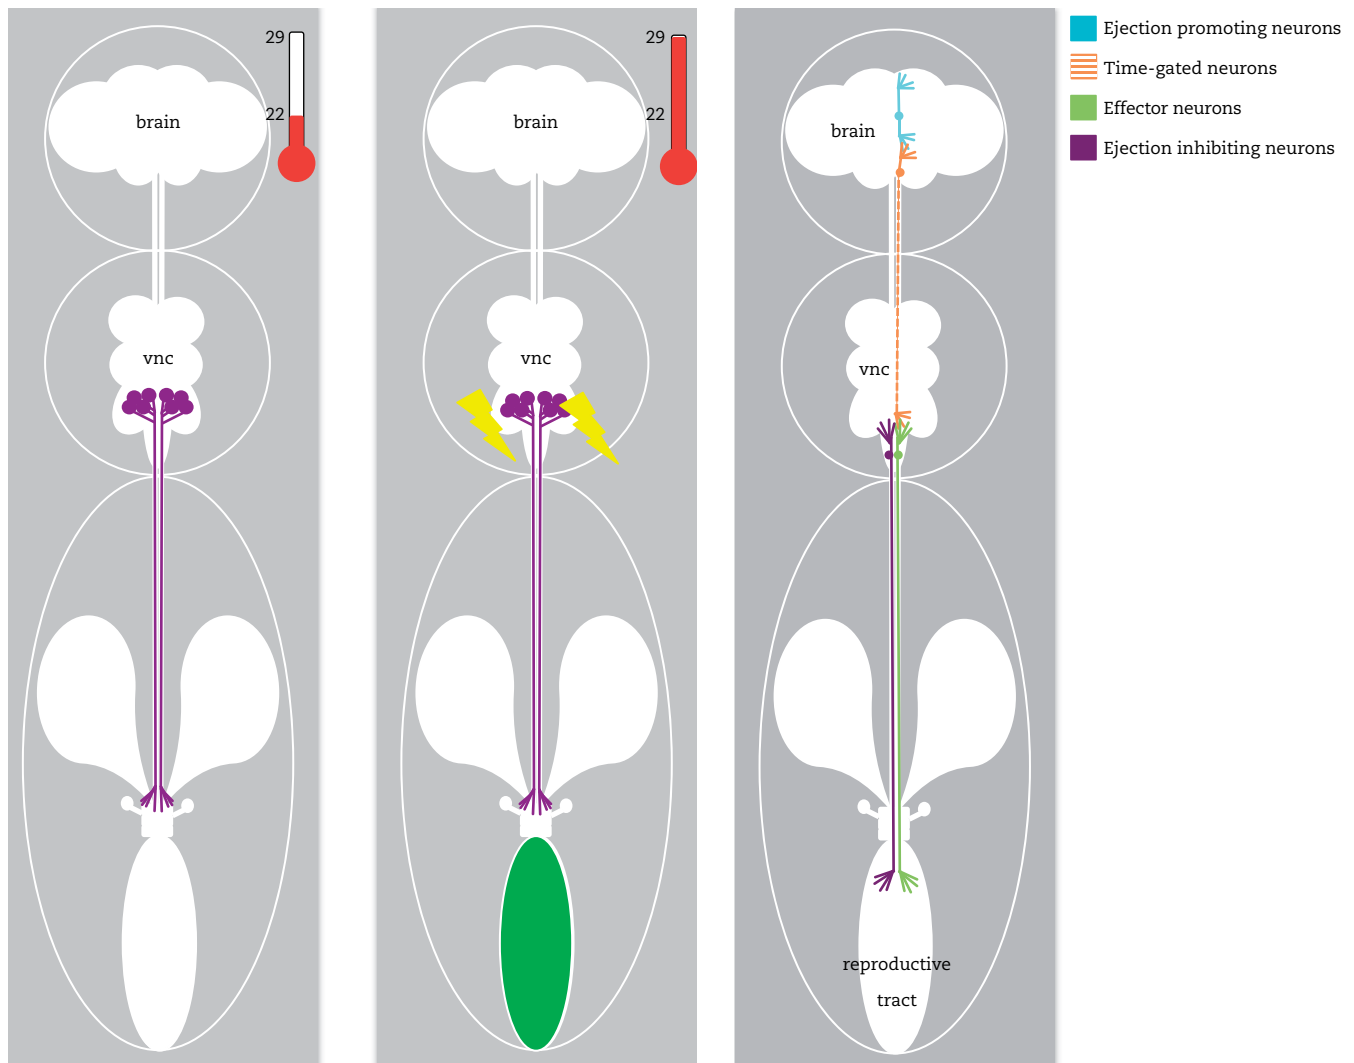 29
22
brain
vnc
29
22
brain
vnc
brain
vnc
reproductive
tract
Ejection promoting neurons
Time-gated neurons
Effector neurons
Ejection inhibiting neurons